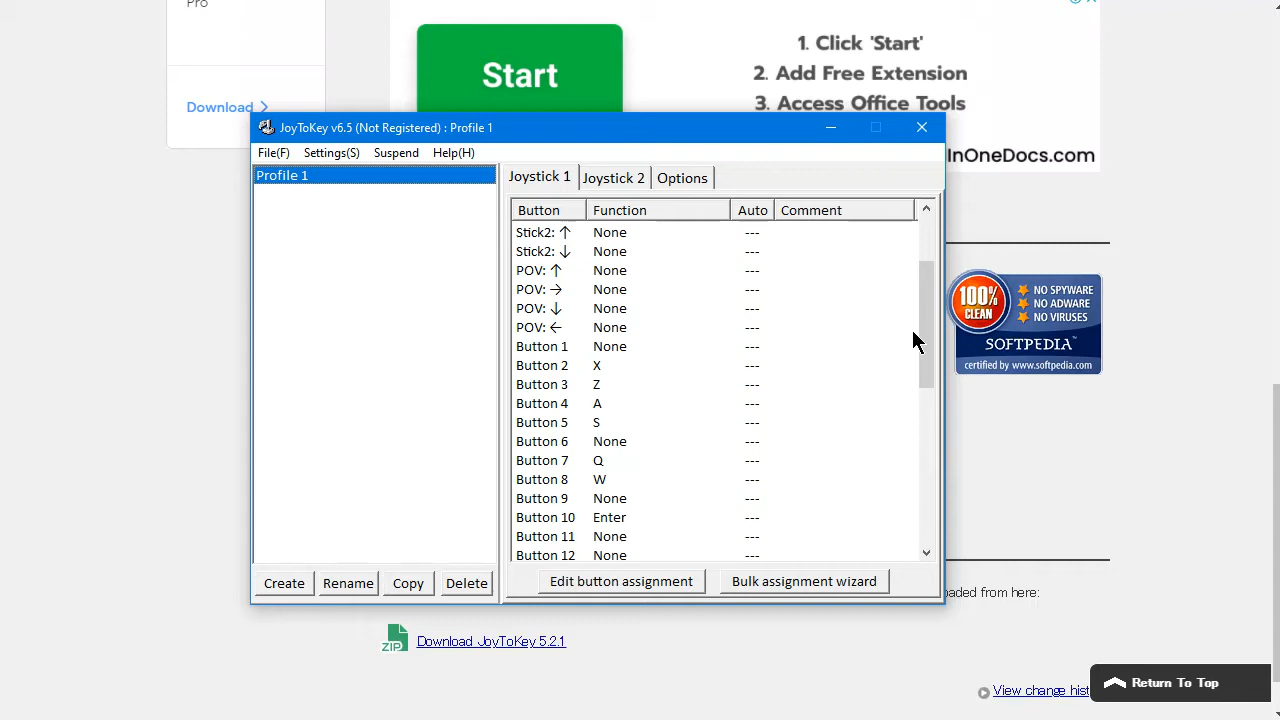 Pro
Download
Start
1. Click 'Start'
2. Add Free Extension
3. Access Office Tools
InOneDocs.com
JoyToKey v6.5 (Not Registered) : Profile 1
File(F) Settings(S) Suspend Help(H)
Profile 1
Joystick 1 Joystick 2 Options
Button Function Auto Comment
Stick2: ↑ None ---
Stick2: ↓ None ---
POV: ↑ None ---
POV: → None ---
POV: ↓ None ---
POV: ← None ---
Button 1 None ---
Button 2 X ---
Button 3 Z ---
Button 4 A ---
Button 5 S ---
Button 6 None ---
Button 7 Q ---
Button 8 W ---
Button 9 None ---
Button 10 Enter ---
Button 11 None ---
Button 12 None ---
Create Rename Copy Delete
Edit button assignment Bulk assignment wizard
100% CLEAN
NO SPYWARE
NO ADWARE
NO VIRUSES
SOFTPEDIA™
certified by www.softpedia.com
oaded from here:
ZIP
Download JoyToKey 5.2.1
View change hist
Return To Top